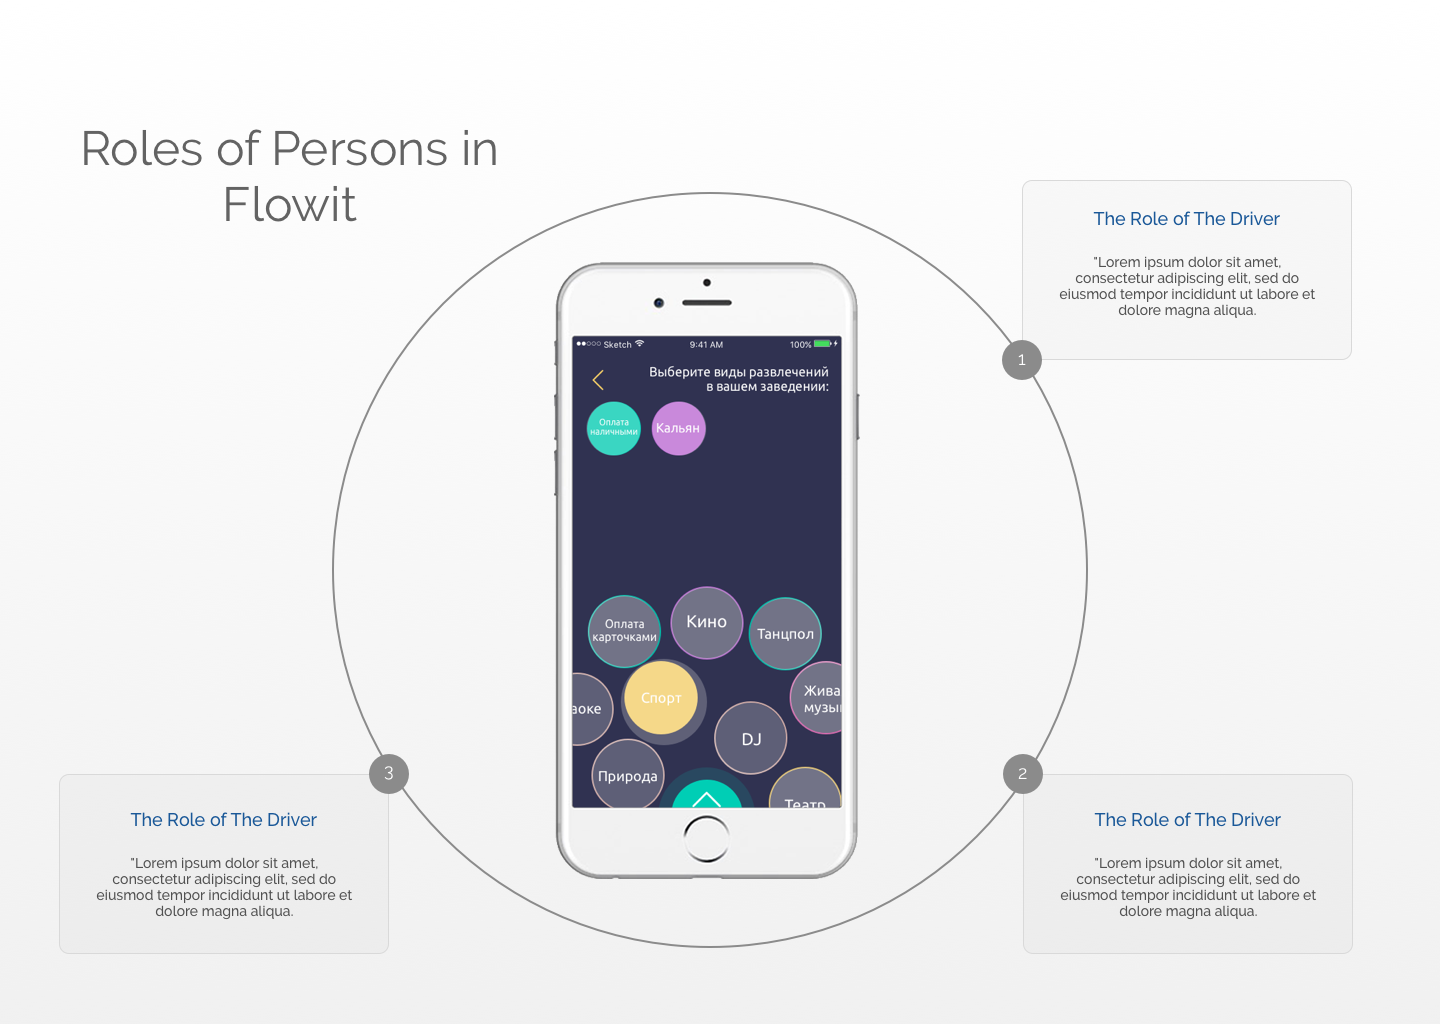 Roles of Persons in
Flowit
The Role of The Driver
"Lorem ipsum dolor sit amet,
consectetur adipiscing elit, sed do
eiusmod tempor incididunt ut labore et
dolore magna aliqua.
1
Sketch 9:41 AM 100%
Выберите виды развлечений
в вашем заведении:
Оплата
наличными
Кальян
Оплата
карточками
Кино
Танцпол
аоке
Спорт
Жива
музы
DJ
Природа
Театр
3
The Role of The Driver
"Lorem ipsum dolor sit amet,
consectetur adipiscing elit, sed do
eiusmod tempor incididunt ut labore et
dolore magna aliqua.
2
The Role of The Driver
"Lorem ipsum dolor sit amet,
consectetur adipiscing elit, sed do
eiusmod tempor incididunt ut labore et
dolore magna aliqua.